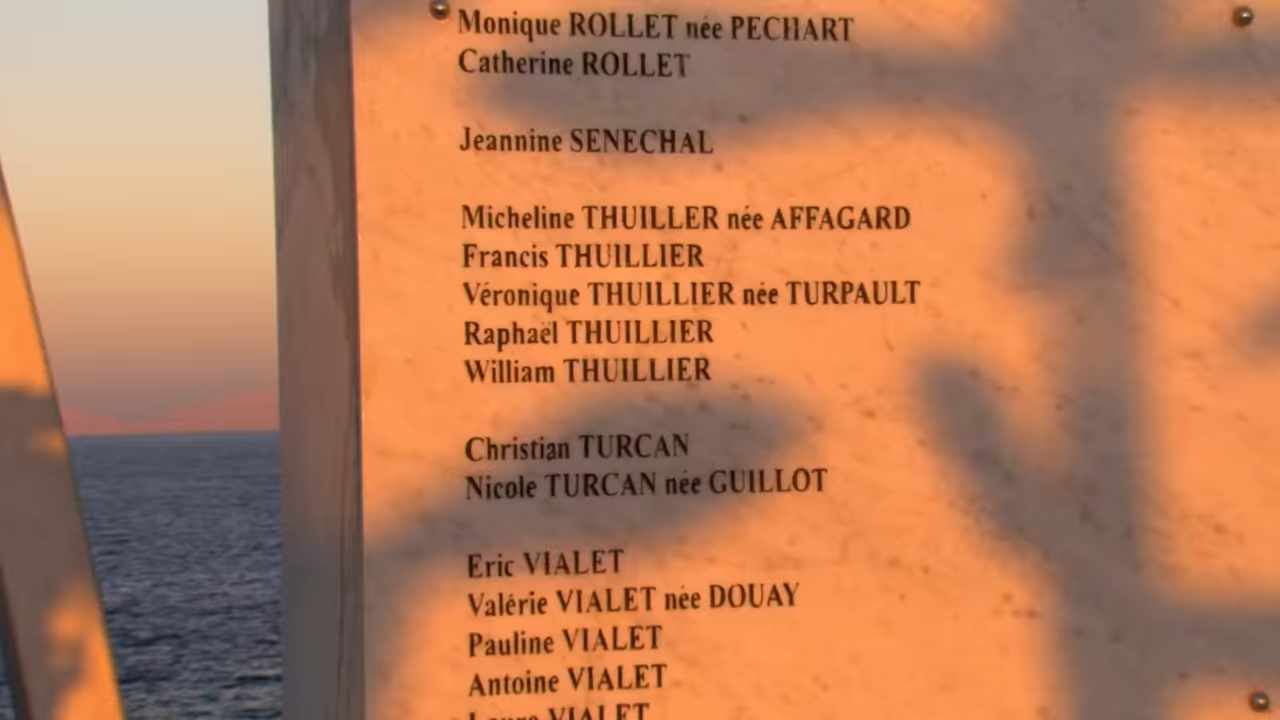 Monique ROLLET née PECHART
Catherine ROLLET
Jeannine SENECHAL
Micheline THUILLER née AFFAGARD
Francis THUILLIER
Véronique THUILLIER née TURPAULT
Raphaël THUILLIER
William THUILLIER
Christian TURCAN
Nicole TURCAN née GUILLOT
Eric VIALET
Valérie VIALET née DOUAY
Pauline VIALET
Antoine VIALET
VIALET